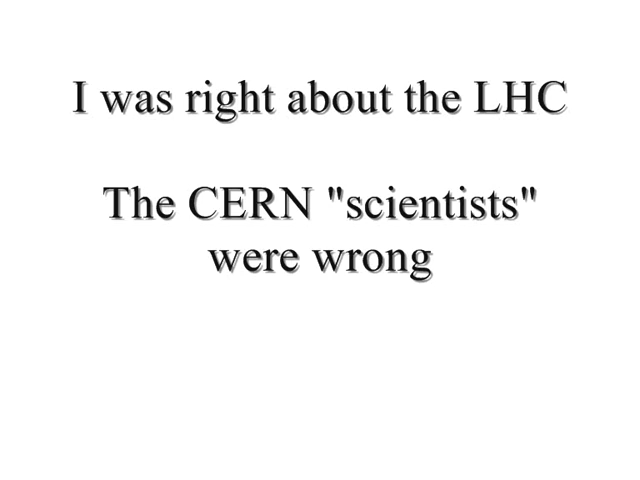 I was right about the LHC
The CERN "scientists"
were wrong